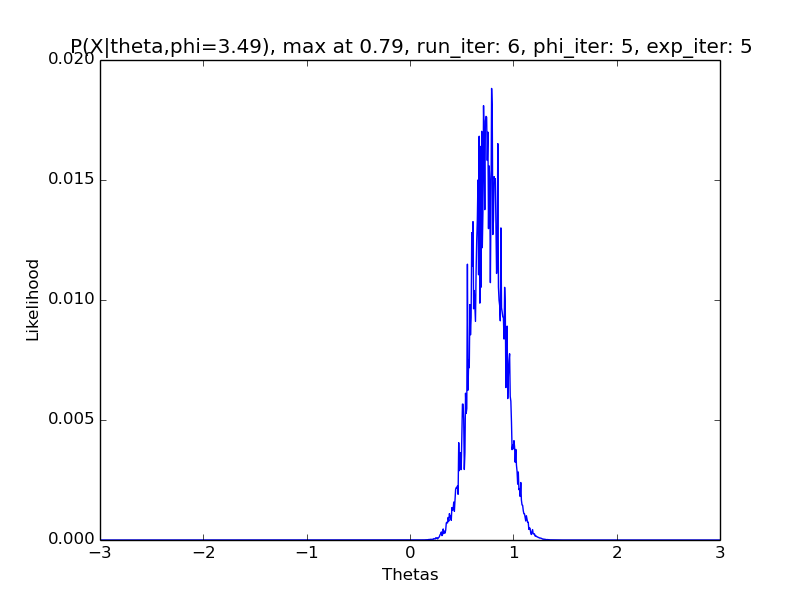 P(X|theta,phi=3.49), max at 0.79, run_iter: 6, phi_iter: 5, exp_iter: 5
0.020
0.015
0.010
0.005
0.000
Likelihood
−3 −2 −1 0 1 2 3
Thetas